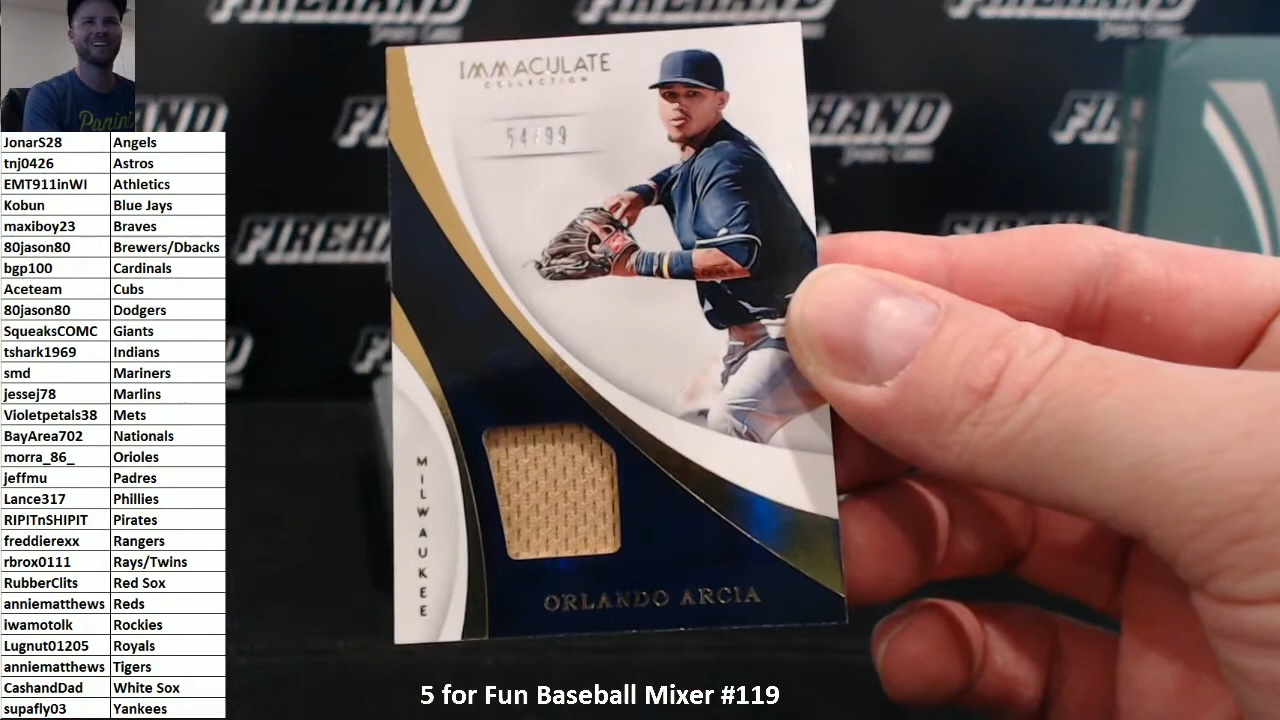 FIREHAND
Panini
JonarS28 Angels
tnj0426 Astros
EMT911inWI Athletics
Kobun Blue Jays
maxiboy23 Braves
80jason80 Brewers/Dbacks
bgp100 Cardinals
Aceteam Cubs
80jason80 Dodgers
SqueaksCOMC Giants
tshark1969 Indians
smd Mariners
jessej78 Marlins
Violetpetals38 Mets
BayArea702 Nationals
morra_86_ Orioles
jeffmu Padres
Lance317 Phillies
RIPITnSHIPIT Pirates
freddierexx Rangers
rbrox0111 Rays/Twins
RubberClits Red Sox
anniematthews Reds
iwamotolk Rockies
Lugnut01205 Royals
anniematthews Tigers
CashandDad White Sox
supafly03 Yankees
IMMACULATE
COLLECTION
54/99
MILWAUKEE
ORLANDO ARCIA
5 for Fun Baseball Mixer #119